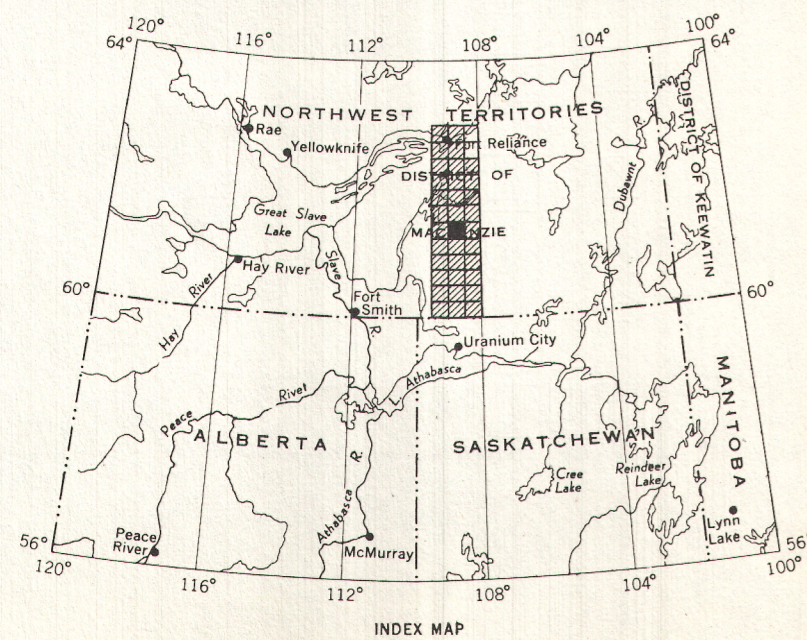 120°
116°
112°
108°
104°
100°
64°
64°
NORTHWEST TERRITORIES
Rae
Yellowknife
Fort Reliance
DISTRICT OF
MACKENZIE
DISTRICT OF KEEWATIN
Dubawnt
Great Slave
Lake
Hay River
Slave
R.
Hay River
Fort
Smith
60°
60°
Uranium City
L. Athabasca
Peace River
ALBERTA
SASKATCHEWAN
MANITOBA
Cree
Lake
Reindeer
Lake
Athabasca R.
Peace
River
McMurray
Lynn
Lake
56°
56°
120°
116°
112°
108°
104°
100°
INDEX MAP